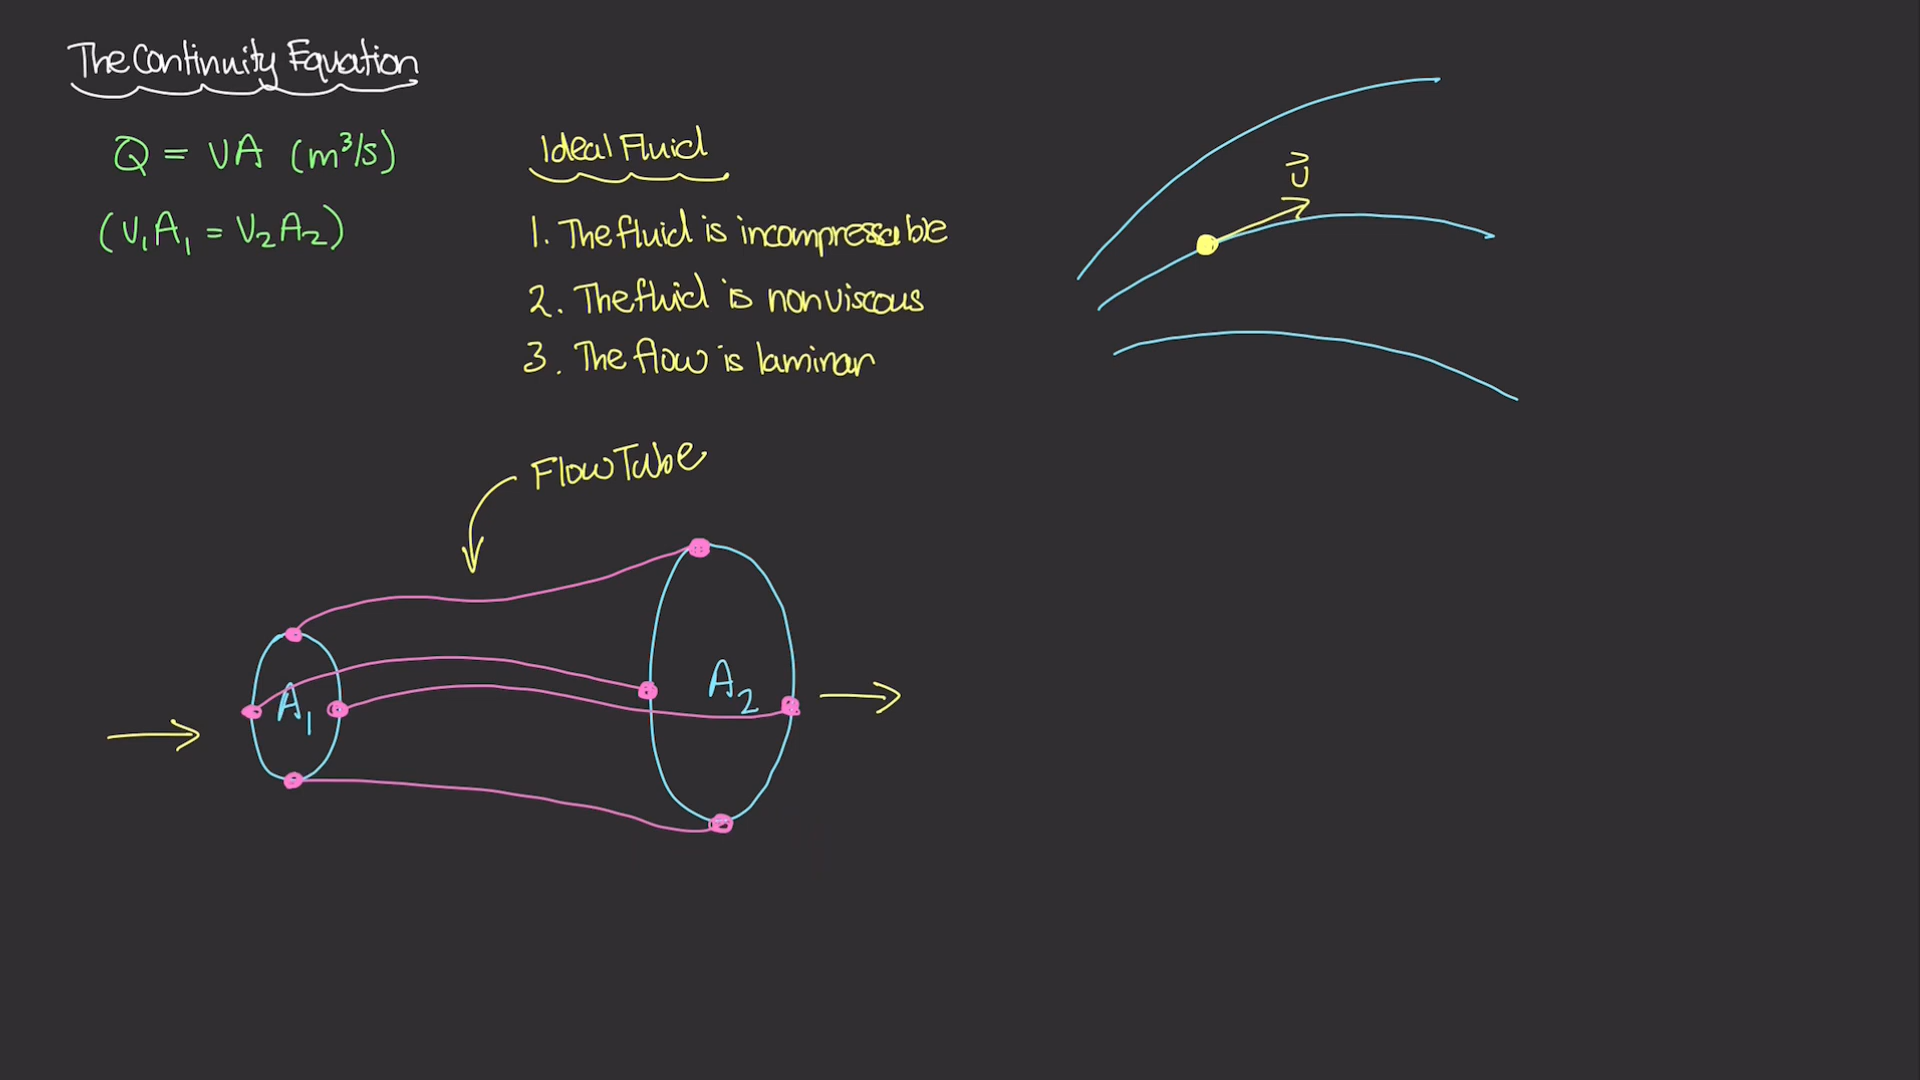 The Continuity Equation
Q = vA (m³/s)
(v₁A₁ = v₂A₂)
Ideal Fluid
1. The fluid is incompressable
2. The fluid is nonviscous
3. The flow is laminar
v⃗
Flow Tube
A₁
A₂